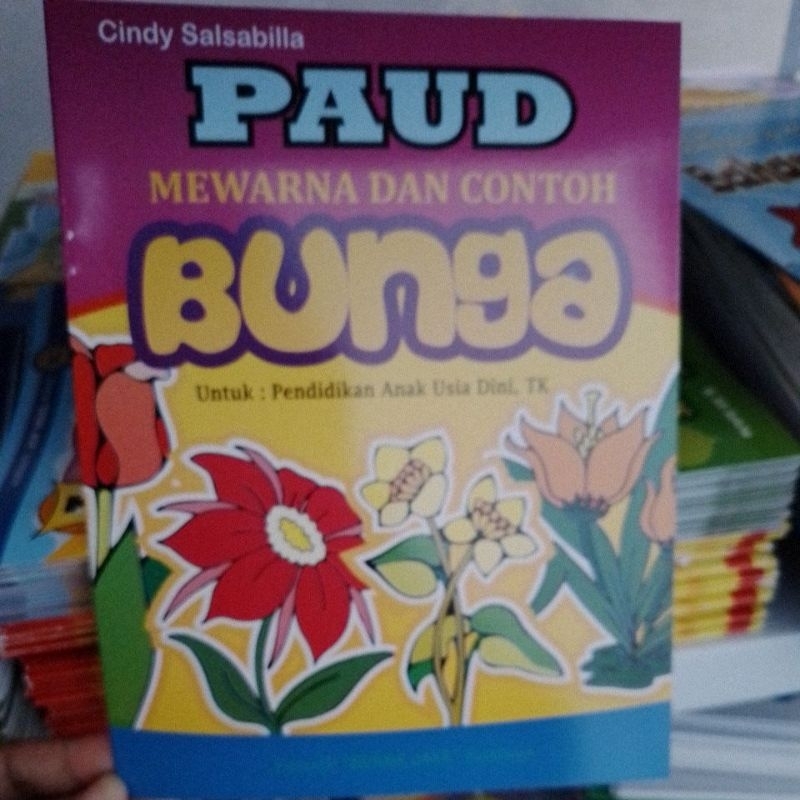 Cindy Salsabilla
PAUD
MEWARNA DAN CONTOH
Bunga
Untuk : Pendidikan Anak Usia Dini, TK